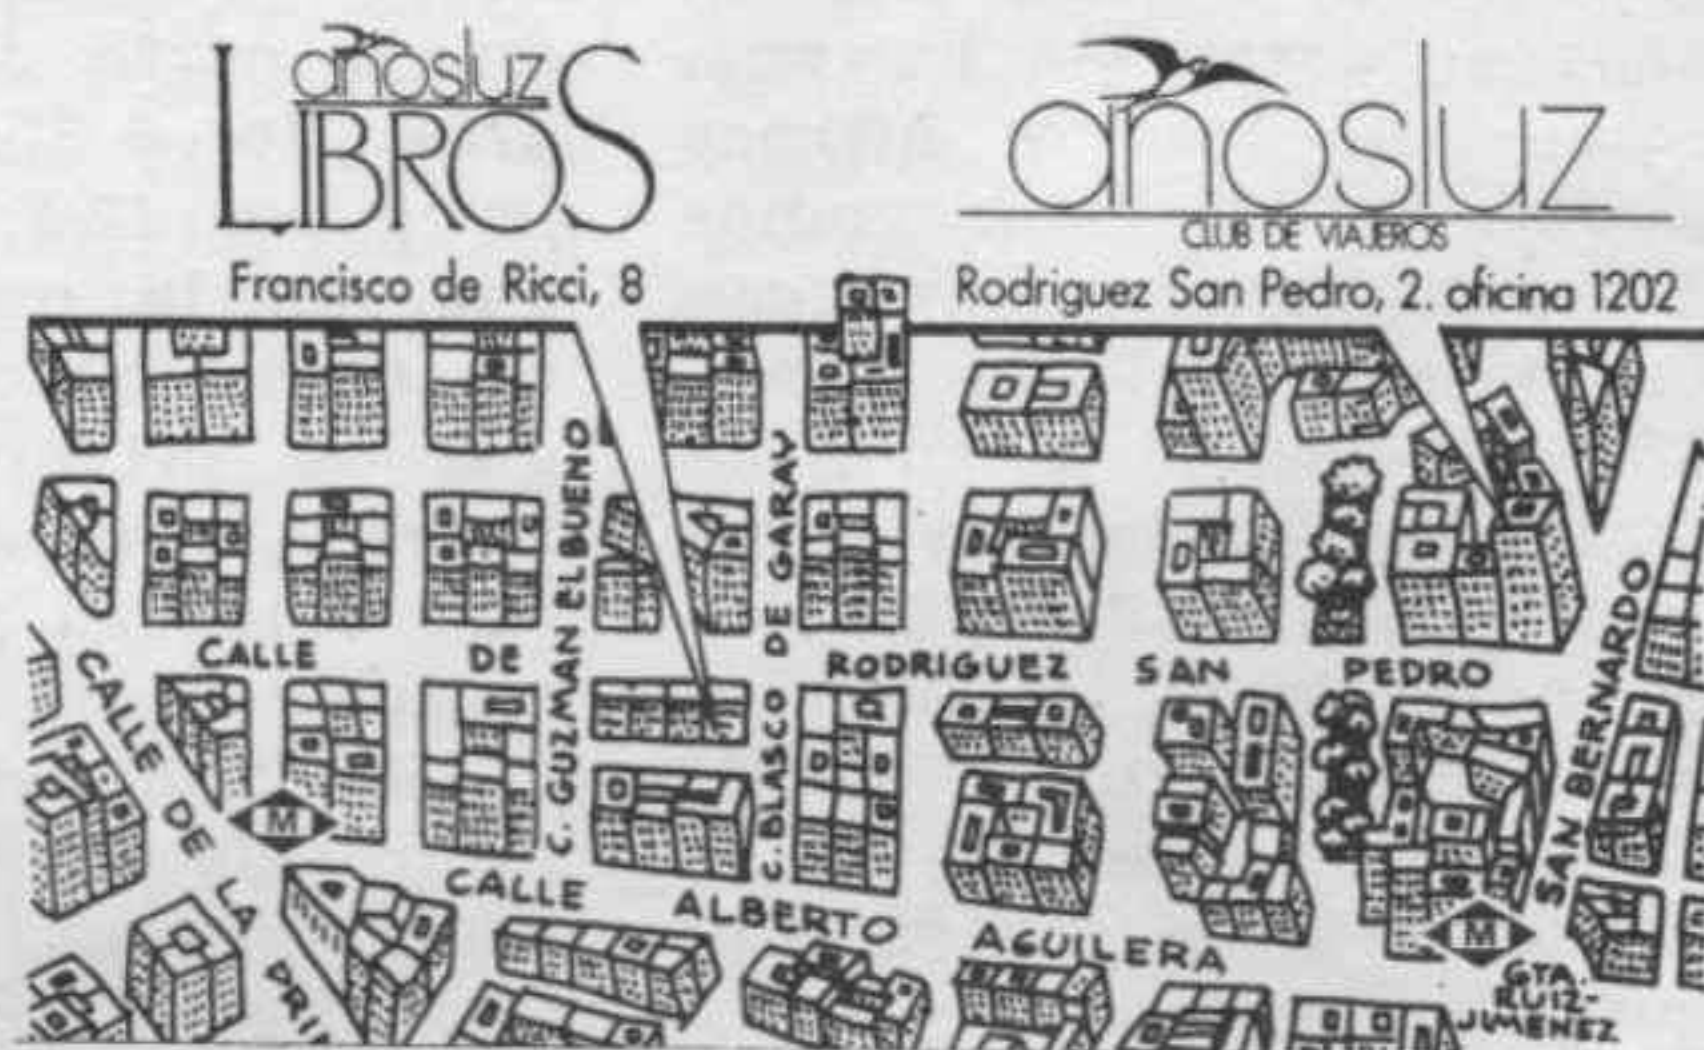 añosluz
LIBROS
Francisco de Ricci, 8
añosluz
CLUB DE VIAJEROS
Rodriguez San Pedro, 2. oficina 1202
C. GUZMAN EL BUENO
C. BLASCO DE GARAY
CALLE DE RODRIGUEZ SAN PEDRO
SAN BERNARDO
CALLE DE LA PRIN
M
CALLE ALBERTO AGUILERA
M
GTA.
RUIZ-
JIMENEZ